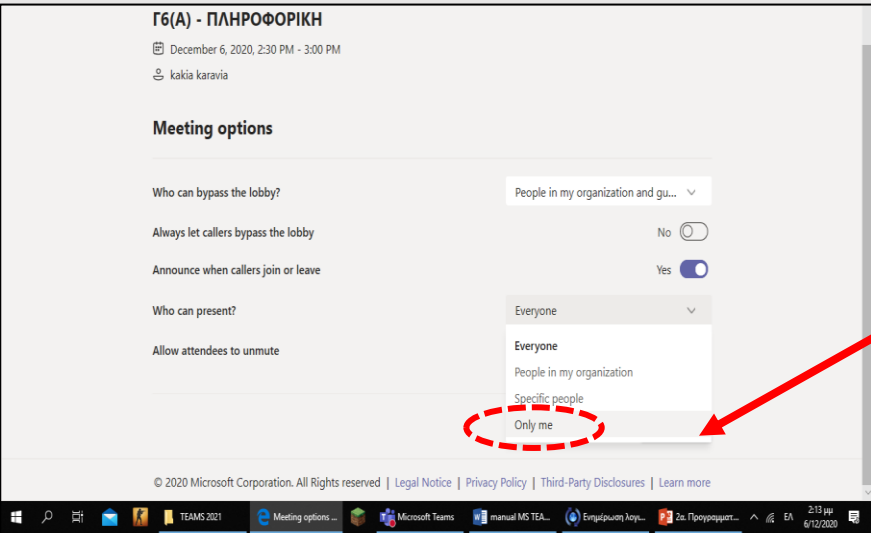 Γ6(Α) - ΠΛΗΡΟΦΟΡΙΚΗ
December 6, 2020, 2:30 PM - 3:00 PM
kakia karavia
Meeting options
Who can bypass the lobby?
People in my organization and gu...
Always let callers bypass the lobby
No
Announce when callers join or leave
Yes
Who can present?
Everyone
Allow attendees to unmute
Everyone
People in my organization
Specific people
Only me
© 2020 Microsoft Corporation. All Rights reserved | Legal Notice | Privacy Policy | Third-Party Disclosures | Learn more
TEAMS 2021
Meeting options ...
Microsoft Teams
manual MS TEA...
Ενημέρωση λογι...
2α. Προγραμματ...
ΕΛ
2:13 μμ
6/12/2020